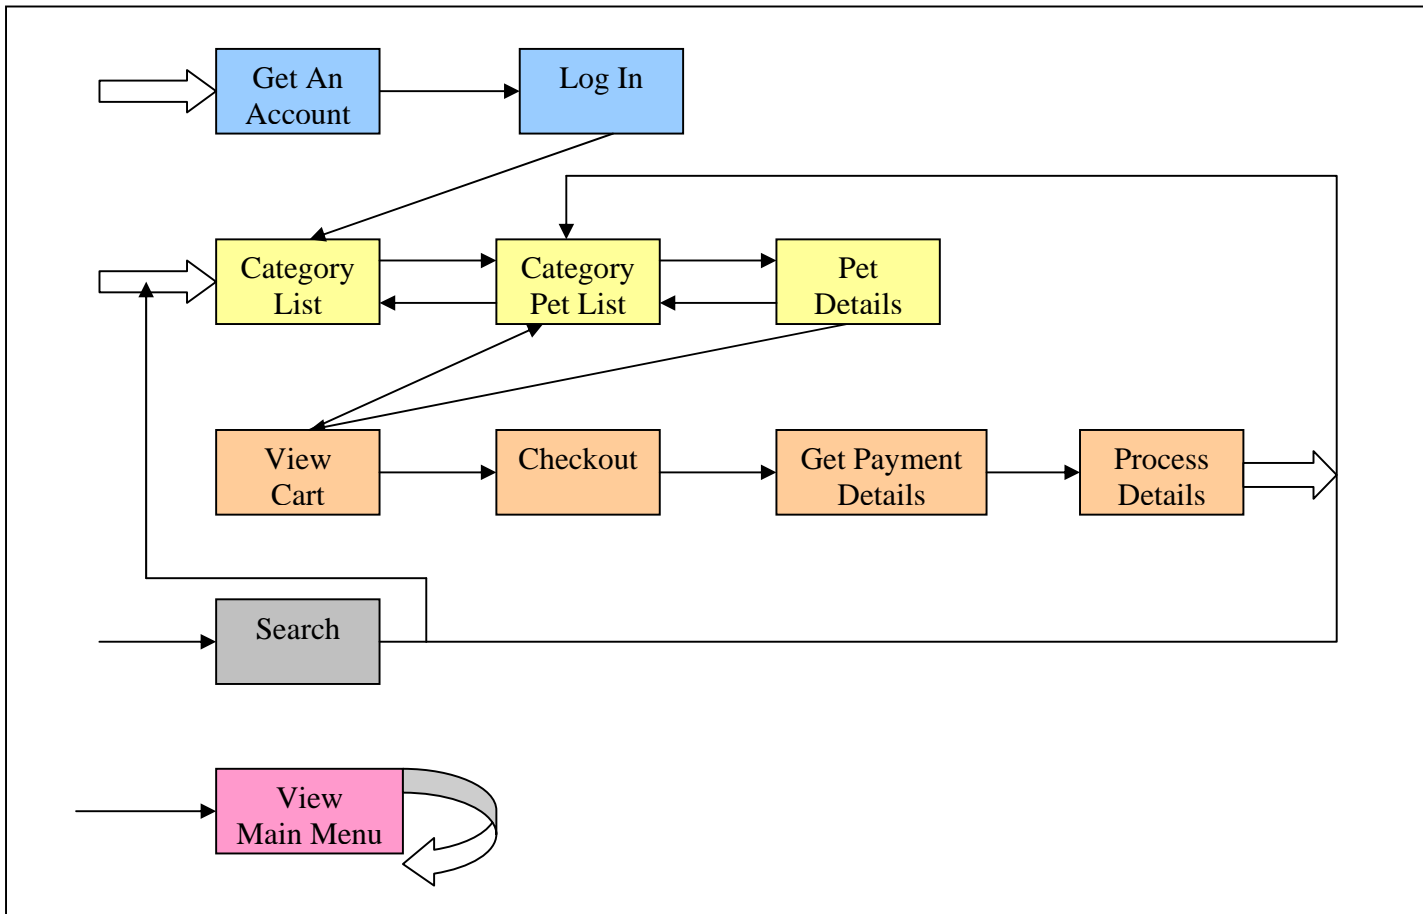 Get An
Account
Log In
Category
List
Category
Pet List
Pet
Details
View
Cart
Checkout
Get Payment
Details
Process
Details
Search
View
Main Menu